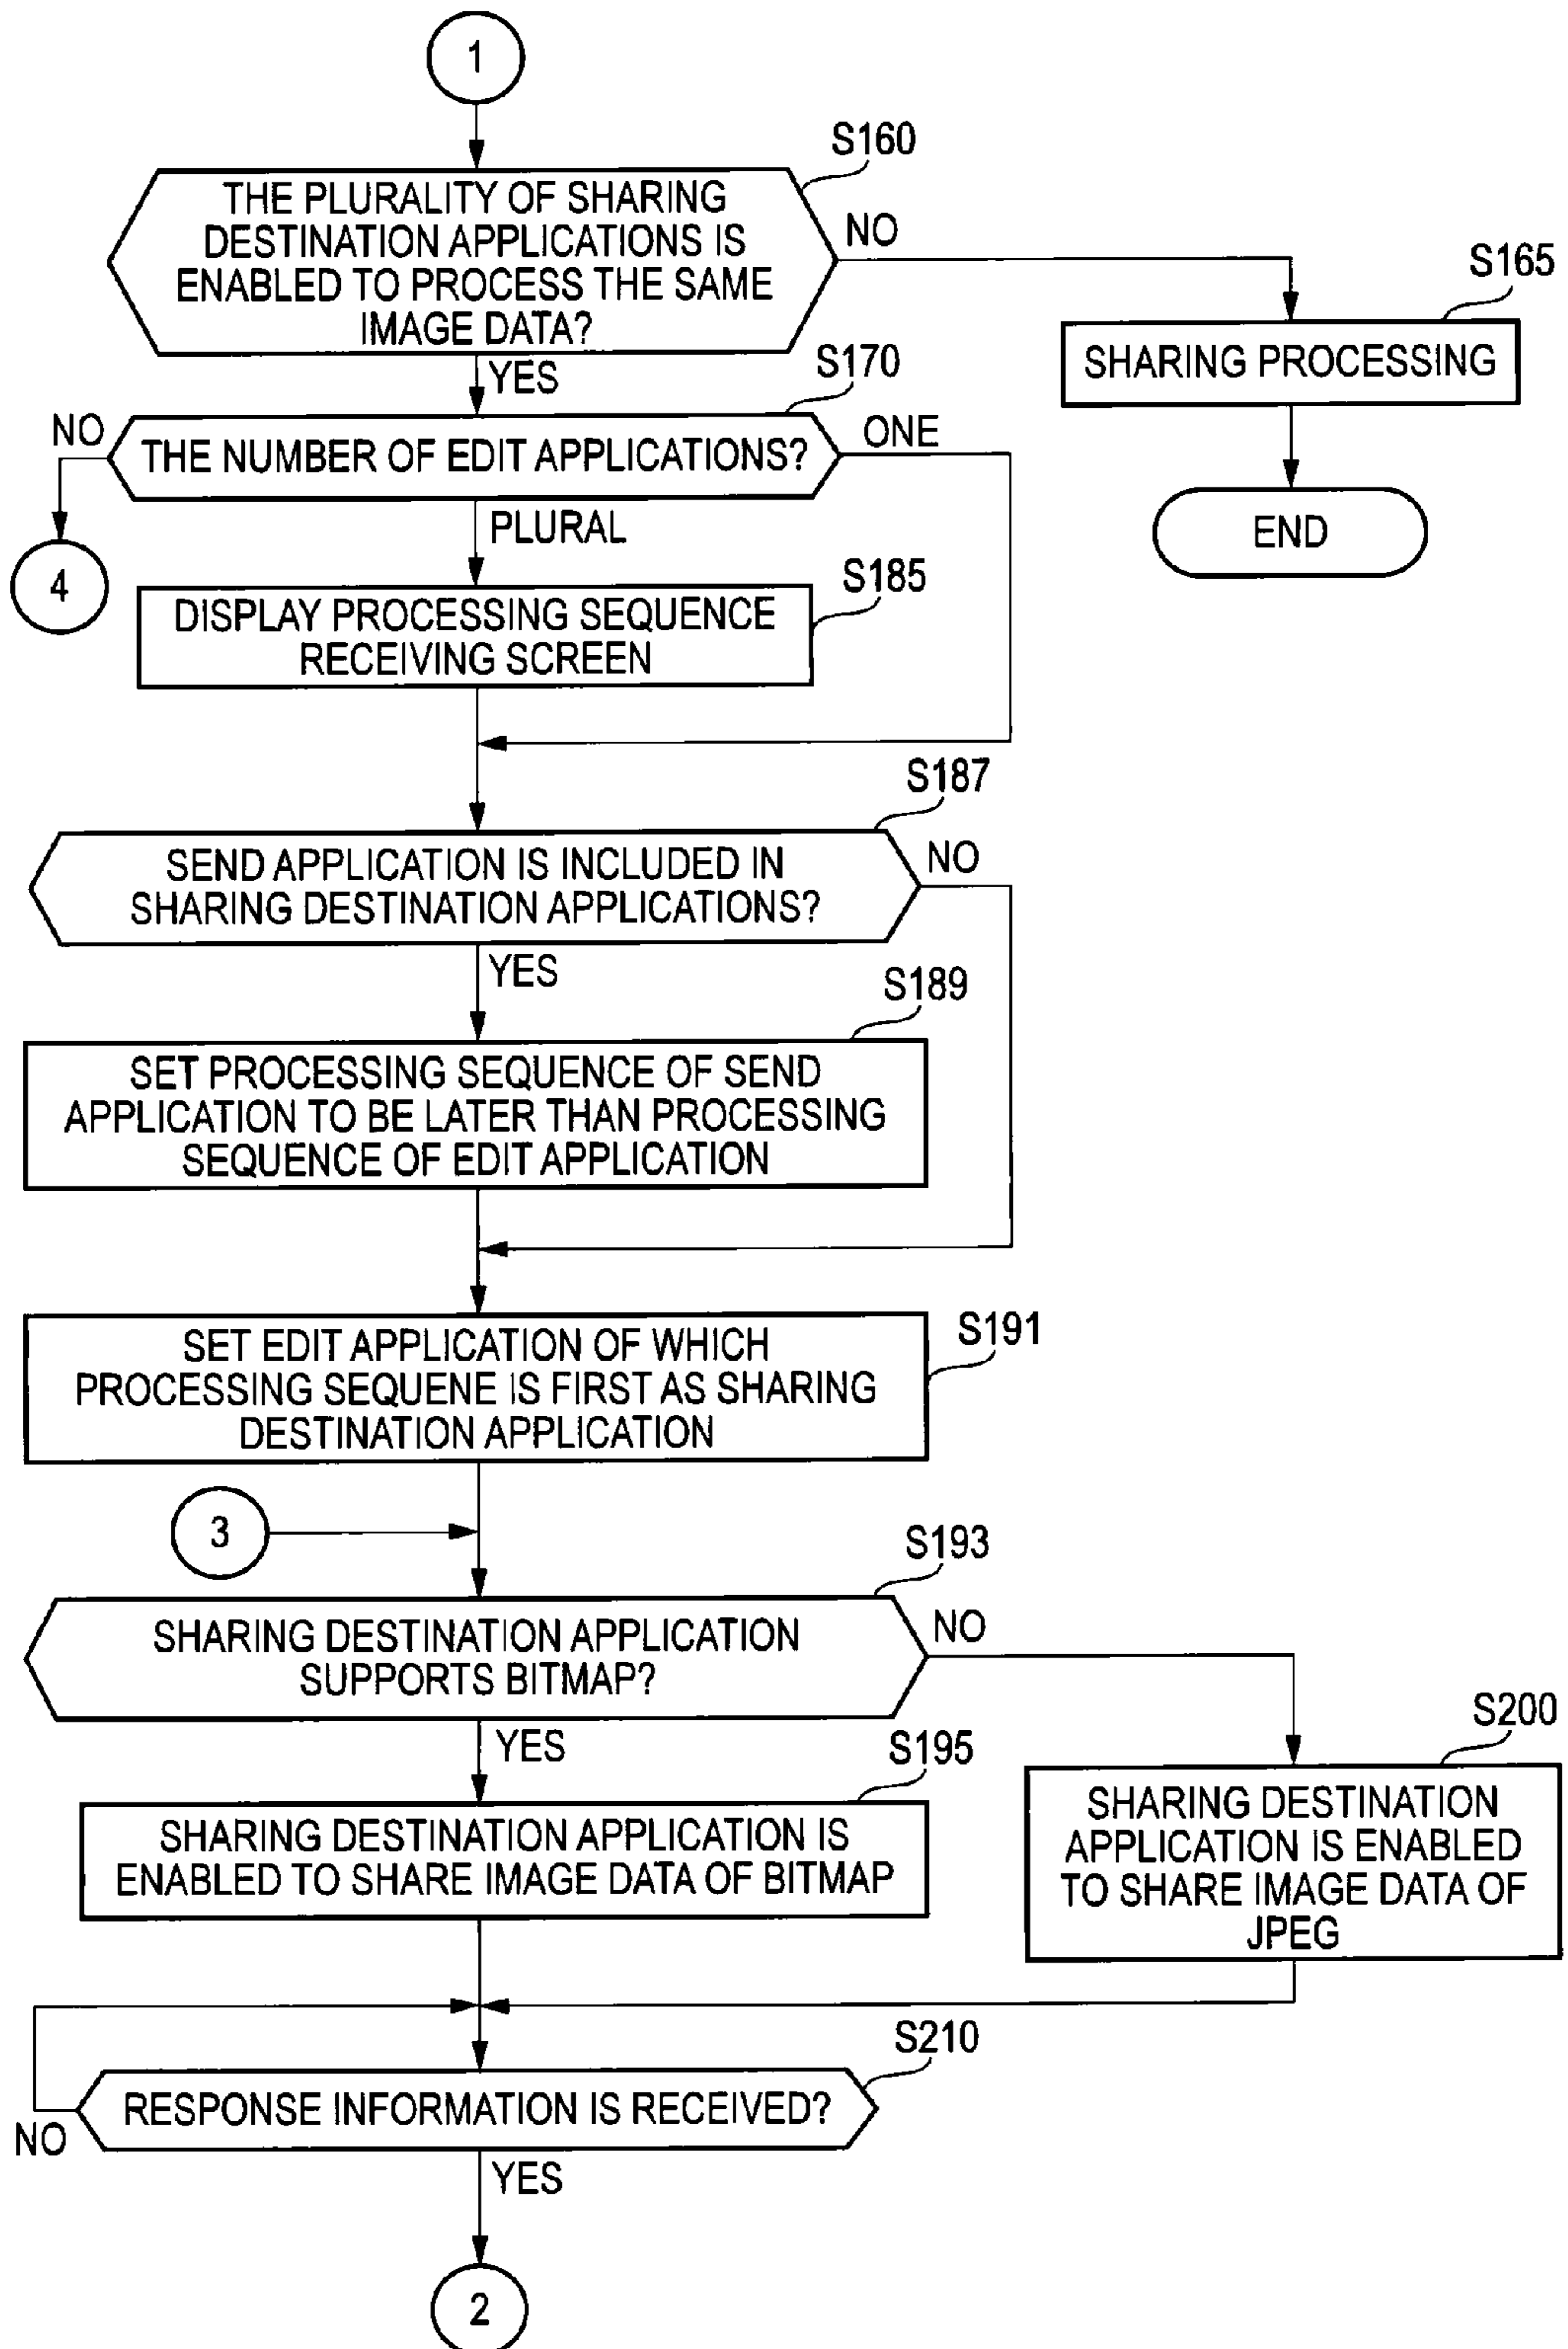 1
S160
THE PLURALITY OF SHARING
DESTINATION APPLICATIONS IS
ENABLED TO PROCESS THE SAME
IMAGE DATA?
NO
S165
SHARING PROCESSING
END
YES
S170
NO
THE NUMBER OF EDIT APPLICATIONS?
ONE
4
PLURAL
S185
DISPLAY PROCESSING SEQUENCE
RECEIVING SCREEN
S187
SEND APPLICATION IS INCLUDED IN
SHARING DESTINATION APPLICATIONS?
NO
YES
S189
SET PROCESSING SEQUENCE OF SEND
APPLICATION TO BE LATER THAN PROCESSING
SEQUENCE OF EDIT APPLICATION
S191
SET EDIT APPLICATION OF WHICH
PROCESSING SEQUENE IS FIRST AS SHARING
DESTINATION APPLICATION
3
S193
SHARING DESTINATION APPLICATION
SUPPORTS BITMAP?
NO
YES
S195
SHARING DESTINATION APPLICATION IS
ENABLED TO SHARE IMAGE DATA OF BITMAP
S200
SHARING DESTINATION
APPLICATION IS ENABLED
TO SHARE IMAGE DATA OF
JPEG
S210
RESPONSE INFORMATION IS RECEIVED?
NO
YES
2